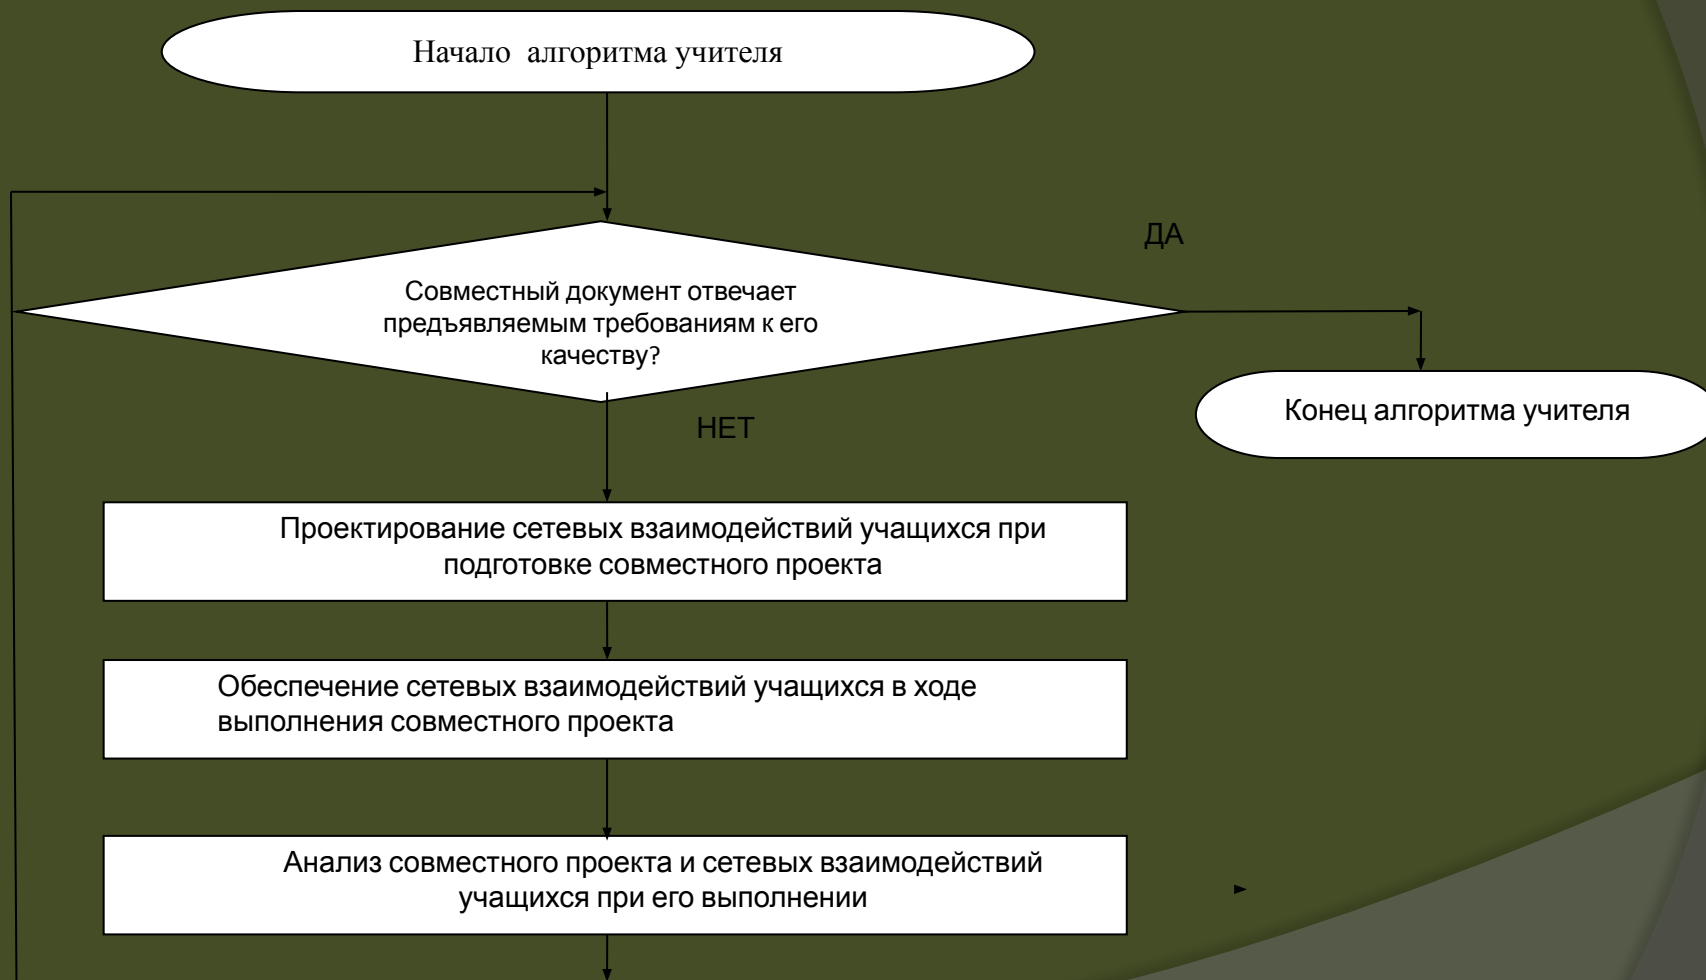 Начало алгоритма учителя
ДА
Совместный документ отвечает
предъявляемым требованиям к его
качеству?
Конец алгоритма учителя
НЕТ
Проектирование сетевых взаимодействий учащихся при
подготовке совместного проекта
Обеспечение сетевых взаимодействий учащихся в ходе
выполнения совместного проекта
Анализ совместного проекта и сетевых взаимодействий
учащихся при его выполнении